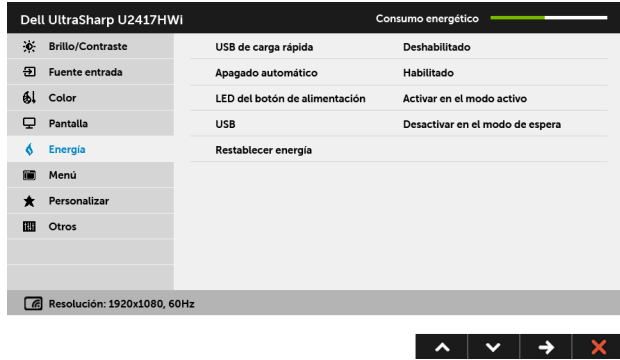 Dell UltraSharp U2417HWi Consumo energético
Brillo/Contraste USB de carga rápida Deshabilitado
Fuente entrada Apagado automático Habilitado
Color LED del botón de alimentación Activar en el modo activo
Pantalla USB Desactivar en el modo de espera
Energía Restablecer energía
Menú
Personalizar
Otros
Resolución: 1920x1080, 60Hz